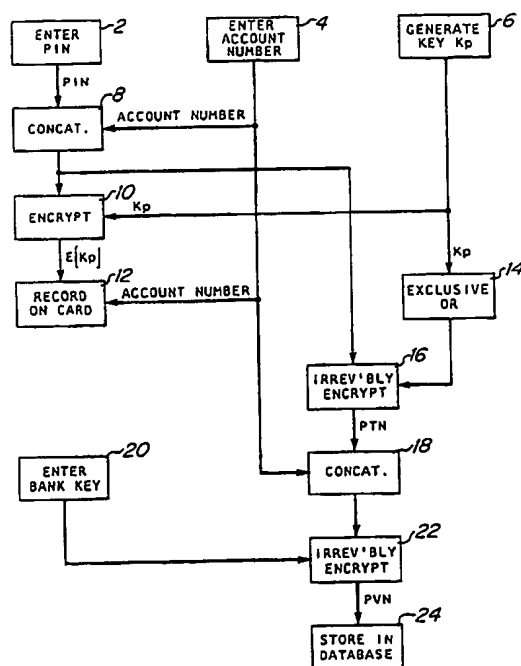 2
ENTER
PIN
4
ENTER
ACCOUNT
NUMBER
6
GENERATE
KEY Kp
PIN
8
CONCAT.
ACCOUNT NUMBER
10
ENCRYPT
Kp
E[Kp]
12
RECORD
ON CARD
ACCOUNT NUMBER
Kp
14
EXCLUSIVE
OR
16
IRREV'BLY
ENCRYPT
PTN
18
CONCAT.
20
ENTER
BANK KEY
22
IRREV'BLY
ENCRYPT
PVN
24
STORE IN
DATABASE